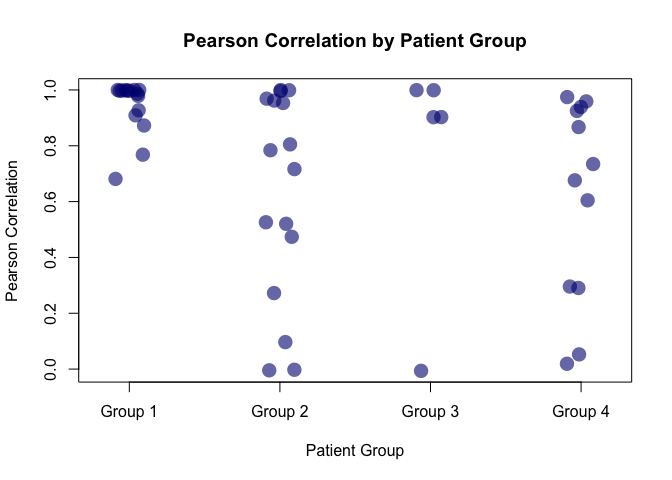 Pearson Correlation by Patient Group
Pearson Correlation
1.0
0.8
0.6
0.4
0.2
0.0
Group 1 Group 2 Group 3 Group 4
Patient Group